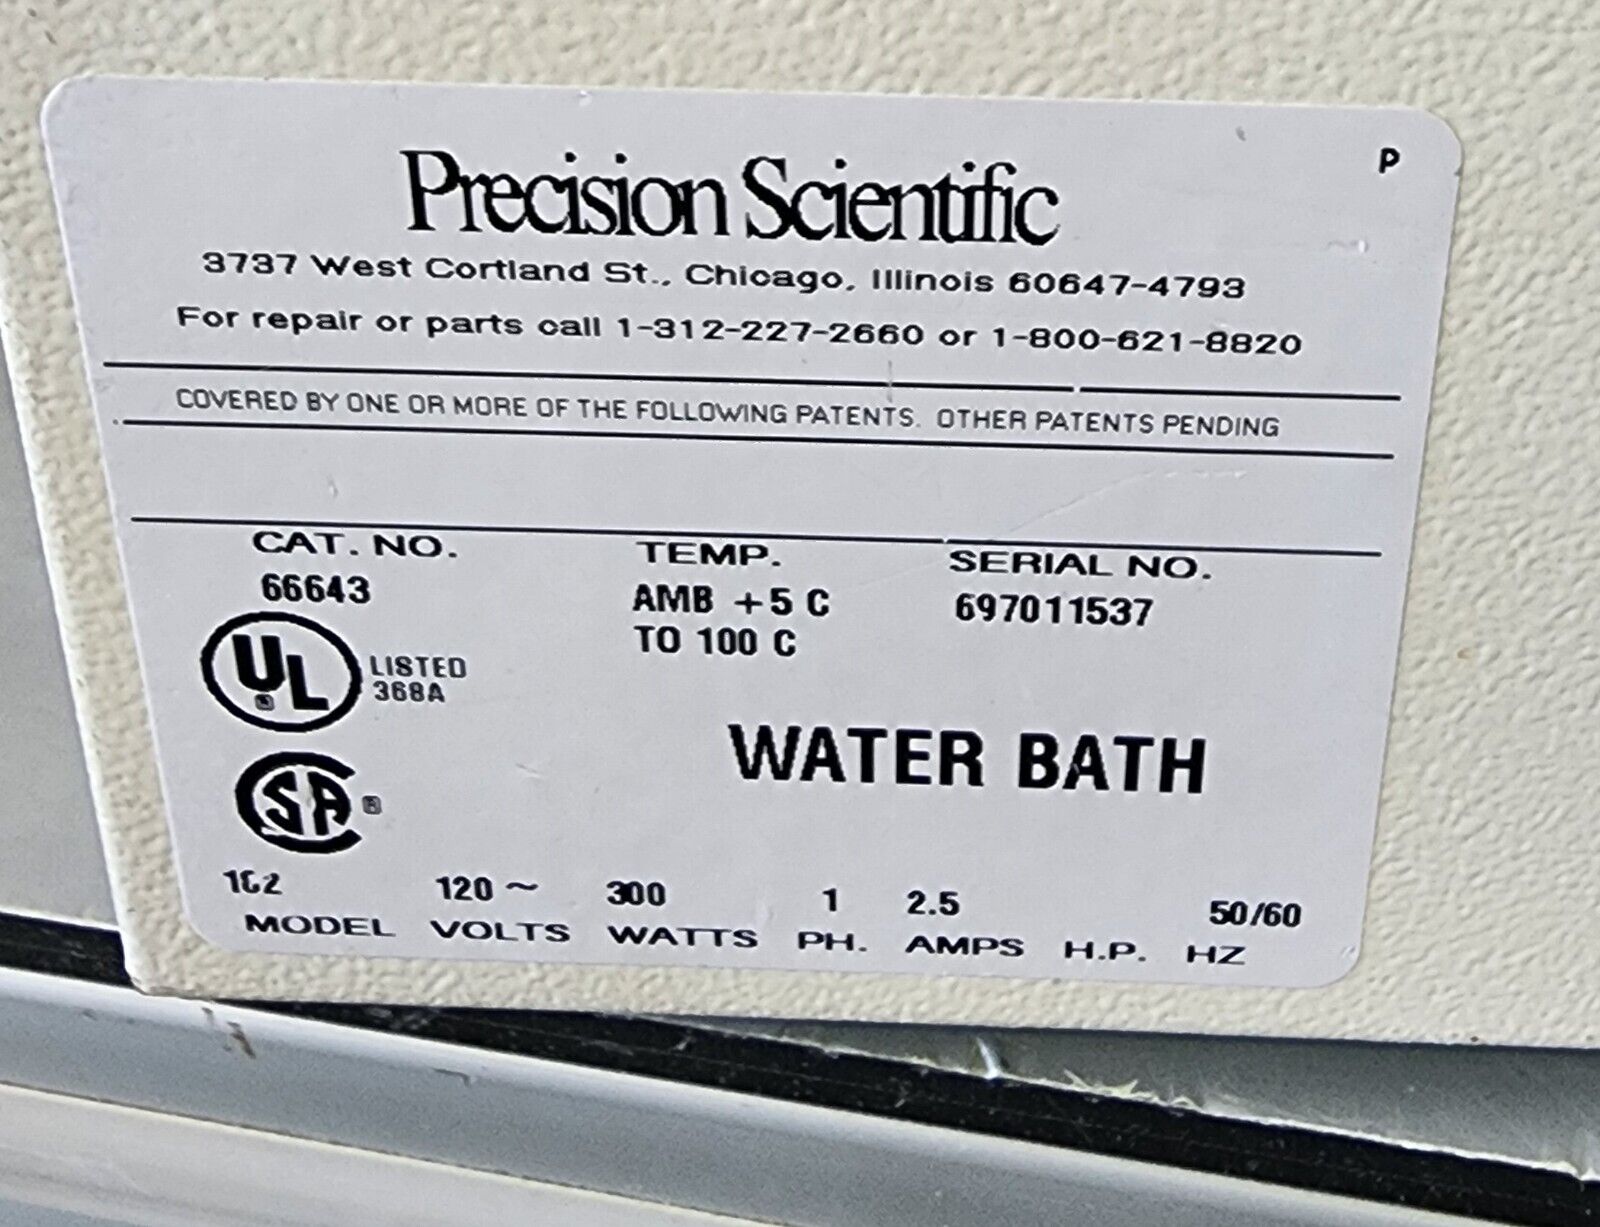 P
Precision Scientific
3737 West Cortland St., Chicago, Illinois 60647-4793
For repair or parts call 1-312-227-2660 or 1-800-621-8820
COVERED BY ONE OR MORE OF THE FOLLOWING PATENTS. OTHER PATENTS PENDING
CAT. NO. TEMP. SERIAL NO.
66643 AMB +5 C 697011537
TO 100 C
UL ® LISTED
368A
WATER BATH
CSA ®
120~ 300 1 2.5 50/60
MODEL VOLTS WATTS PH. AMPS H.P. HZ